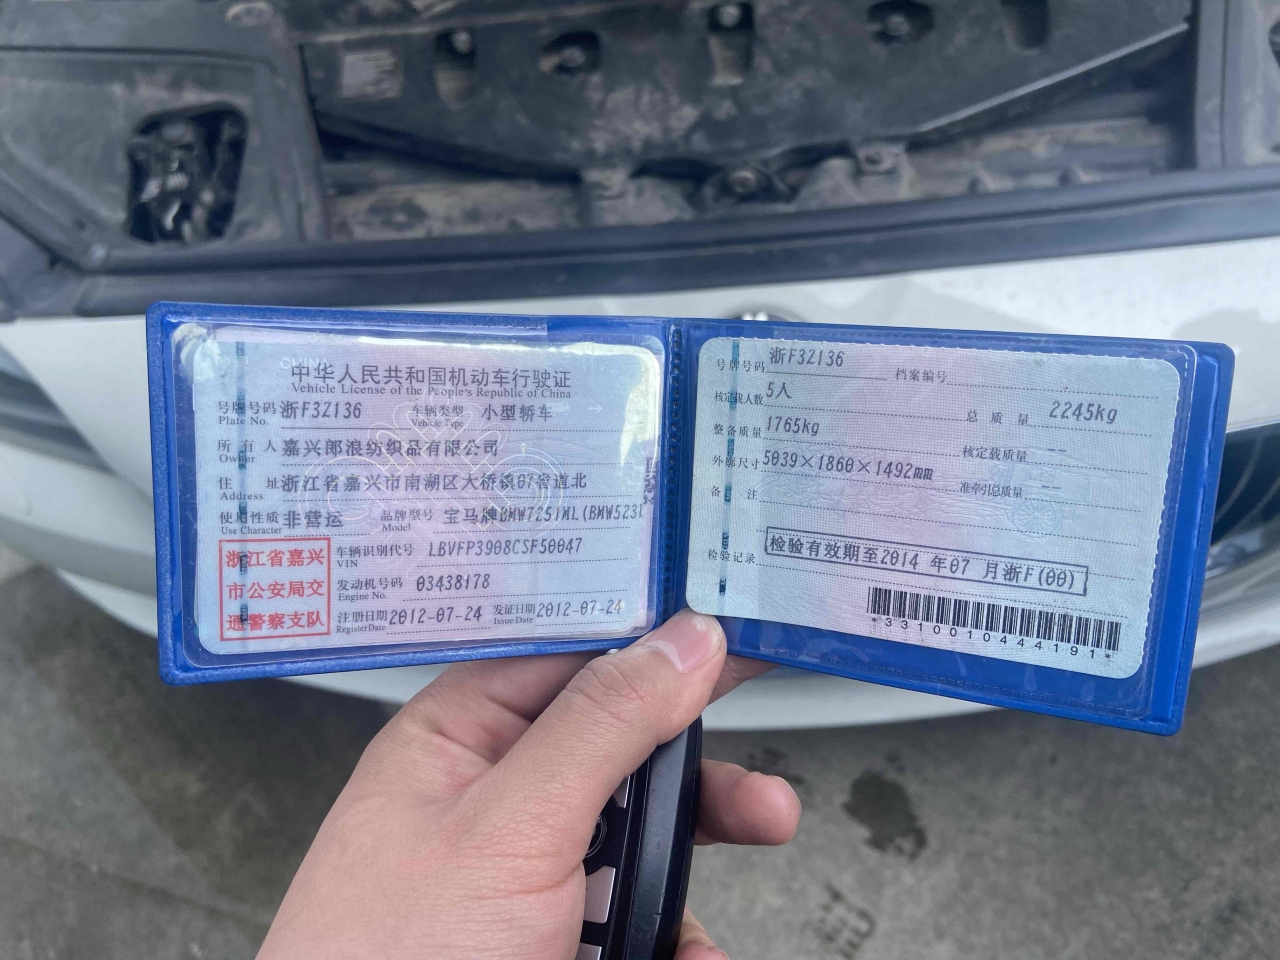 CHINA
中华人民共和国机动车行驶证
Vehicle License of the People's Republic of China
号牌号码 浙F32136 车辆类型 小型轿车
Plate No. Vehicle Type
所有人 嘉兴郎浪纺织品有限公司
Owner
住址 浙江省嘉兴市南湖区大桥镇07省道北
Address
使用性质 非营运 品牌型号 宝马牌BMW7251ML(BMW523L
Use Character Model
浙江省嘉兴
市公安局交
通警察支队
车辆识别代号 LBVFP3908CSF50047
VIN
发动机号码 03438178
Engine No.
注册日期 2012-07-24 发证日期 2012-07-24
Register Date Issue Date
号牌号码 浙F32136 档案编号
核定载人数 5人 总质量 2245kg
整备质量 1765kg 核定载质量 --
外廓尺寸 5039×1860×1492mm 准牵引总质量 --
备注
检验记录 检验有效期至2014 年07 月浙F(00)
*3310010444191*